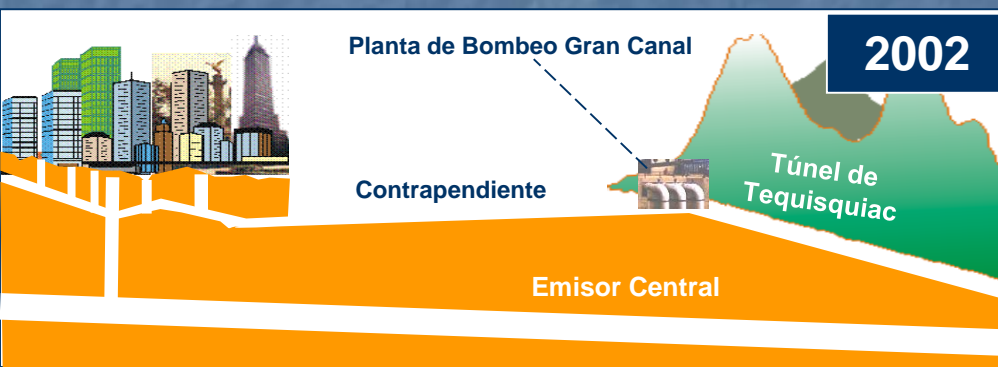 Planta de Bombeo Gran Canal
2002
Túnel de
Tequisquiac
Contrapendiente
Emisor Central